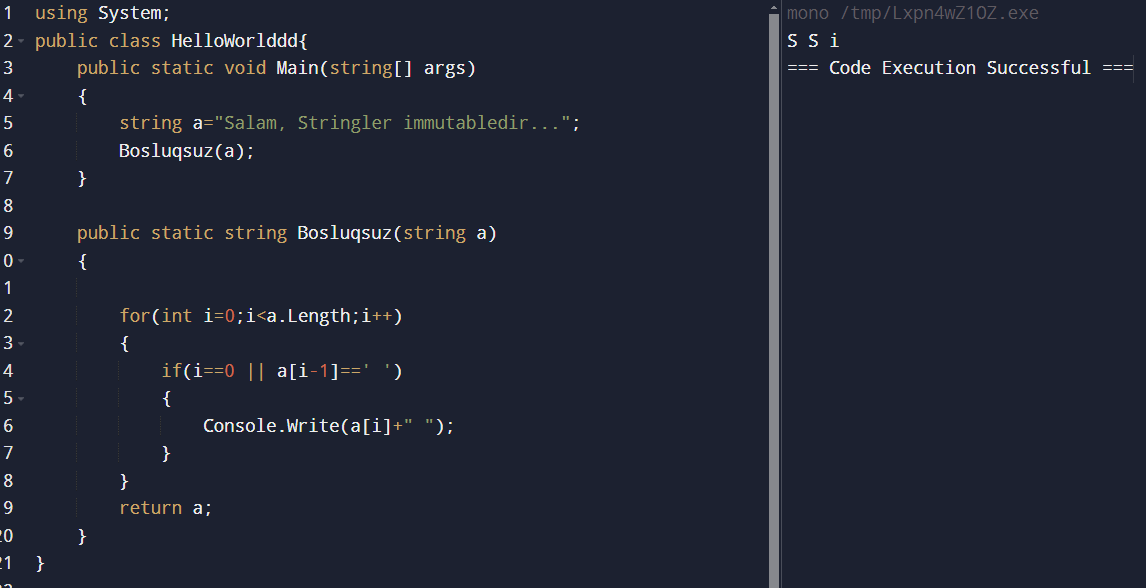 1 using System;
2 public class HelloWorlddd{
3 public static void Main(string[] args)
4 {
5 string a="Salam, Stringler immutabledir...";
6 Bosluqsuz(a);
7 }
8
9 public static string Bosluqsuz(string a)
0 {
1
2 for(int i=0;i<a.Length;i++)
3 {
4 if(i==0 || a[i-1]==' ')
5 {
6 Console.Write(a[i]+" ");
7 }
8 }
9 return a;
20 }
21 }
mono /tmp/Lxpn4wZ1OZ.exe
S S i
=== Code Execution Successful ===